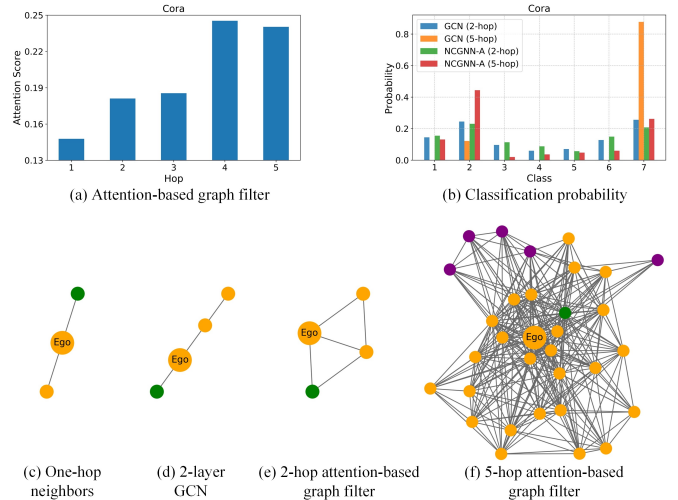 Cora
0.25
0.22
0.19
0.16
0.13
Attention Score
1 2 3 4 5
Hop
(a) Attention-based graph filter
Cora
GCN (2-hop)
GCN (5-hop)
NCGNN-A (2-hop)
NCGNN-A (5-hop)
0.8
0.6
0.4
0.2
0.0
Probability
1 2 3 4 5 6 7
Class
(b) Classification probability
Ego
Ego
Ego
Ego
(c) One-hop
neighbors
(d) 2-layer
GCN
(e) 2-hop attention-based
graph filter
(f) 5-hop attention-based
graph filter